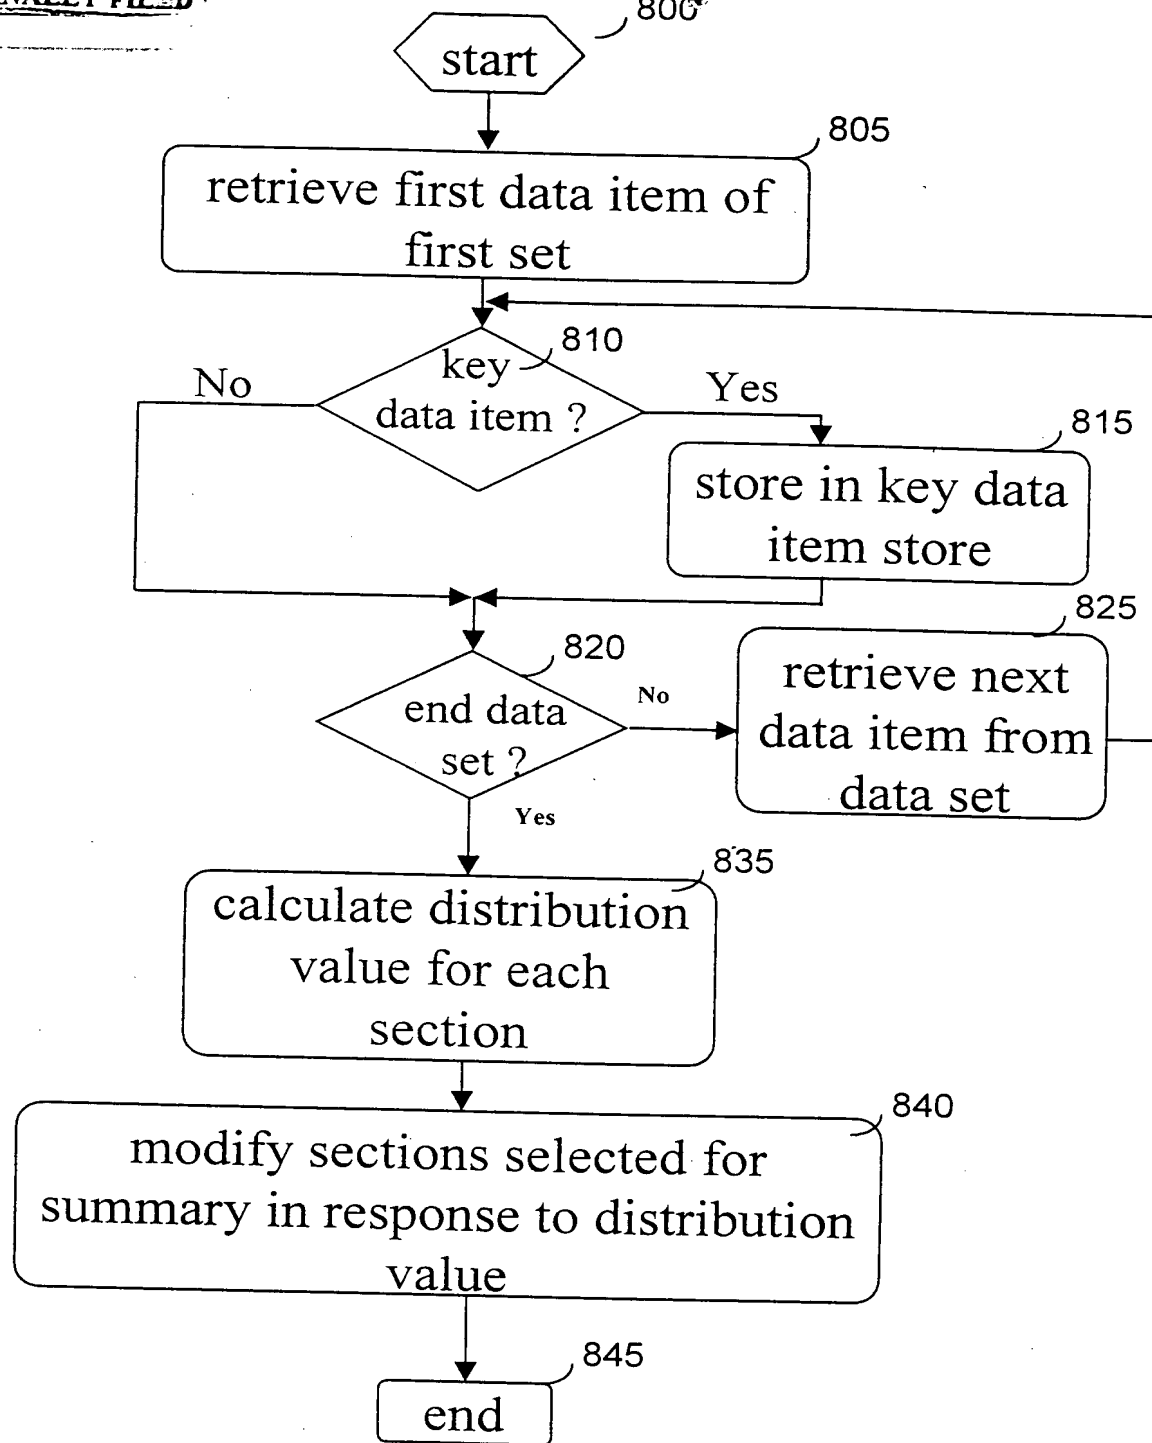 800
start
805
retrieve first data item of
first set
810
key
data item ?
No
Yes
815
store in key data
item store
820
end data
set ?
No
825
retrieve next
data item from
data set
Yes
835
calculate distribution
value for each
section
840
modify sections selected for
summary in response to distribution
value
845
end